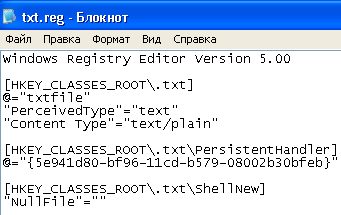 txt.reg - Блокнот
Файл Правка Формат Вид Справка
Windows Registry Editor Version 5.00
[HKEY_CLASSES_ROOT\.txt]
@="txtfile"
"PerceivedType"="text"
"Content Type"="text/plain"
[HKEY_CLASSES_ROOT\.txt\PersistentHandler]
@="{5e941d80-bf96-11cd-b579-08002b30bfeb}"
[HKEY_CLASSES_ROOT\.txt\ShellNew]
"NullFile"=""